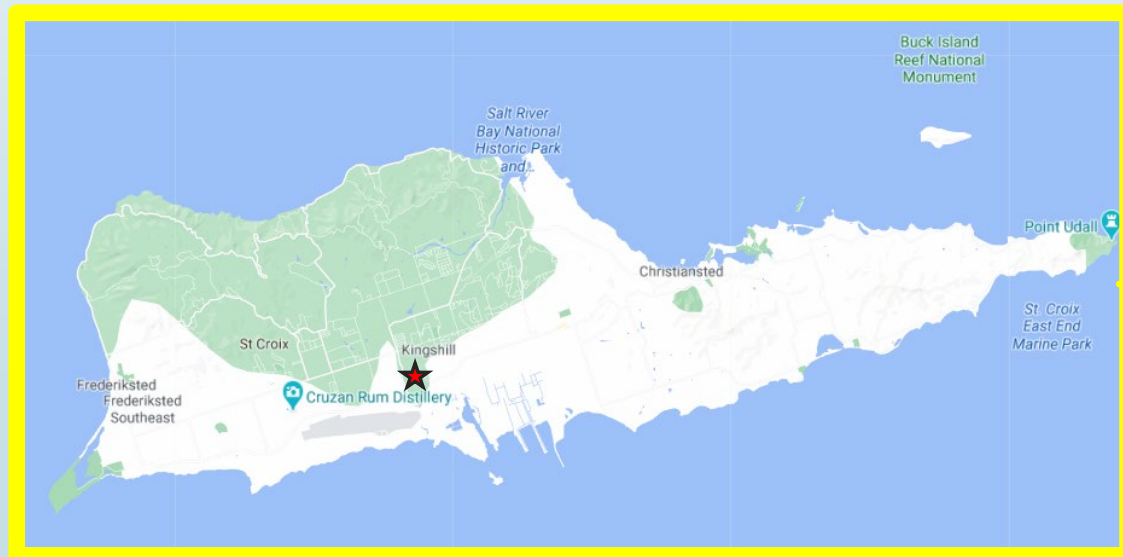 Buck Island
Reef National
Monument
Salt River
Bay National
Historic Park
and...
Point Udall
Christiansted
St Croix
East End
Marine Park
St Croix
Kingshill
Frederiksted
Frederiksted
Southeast
Cruzan Rum Distillery